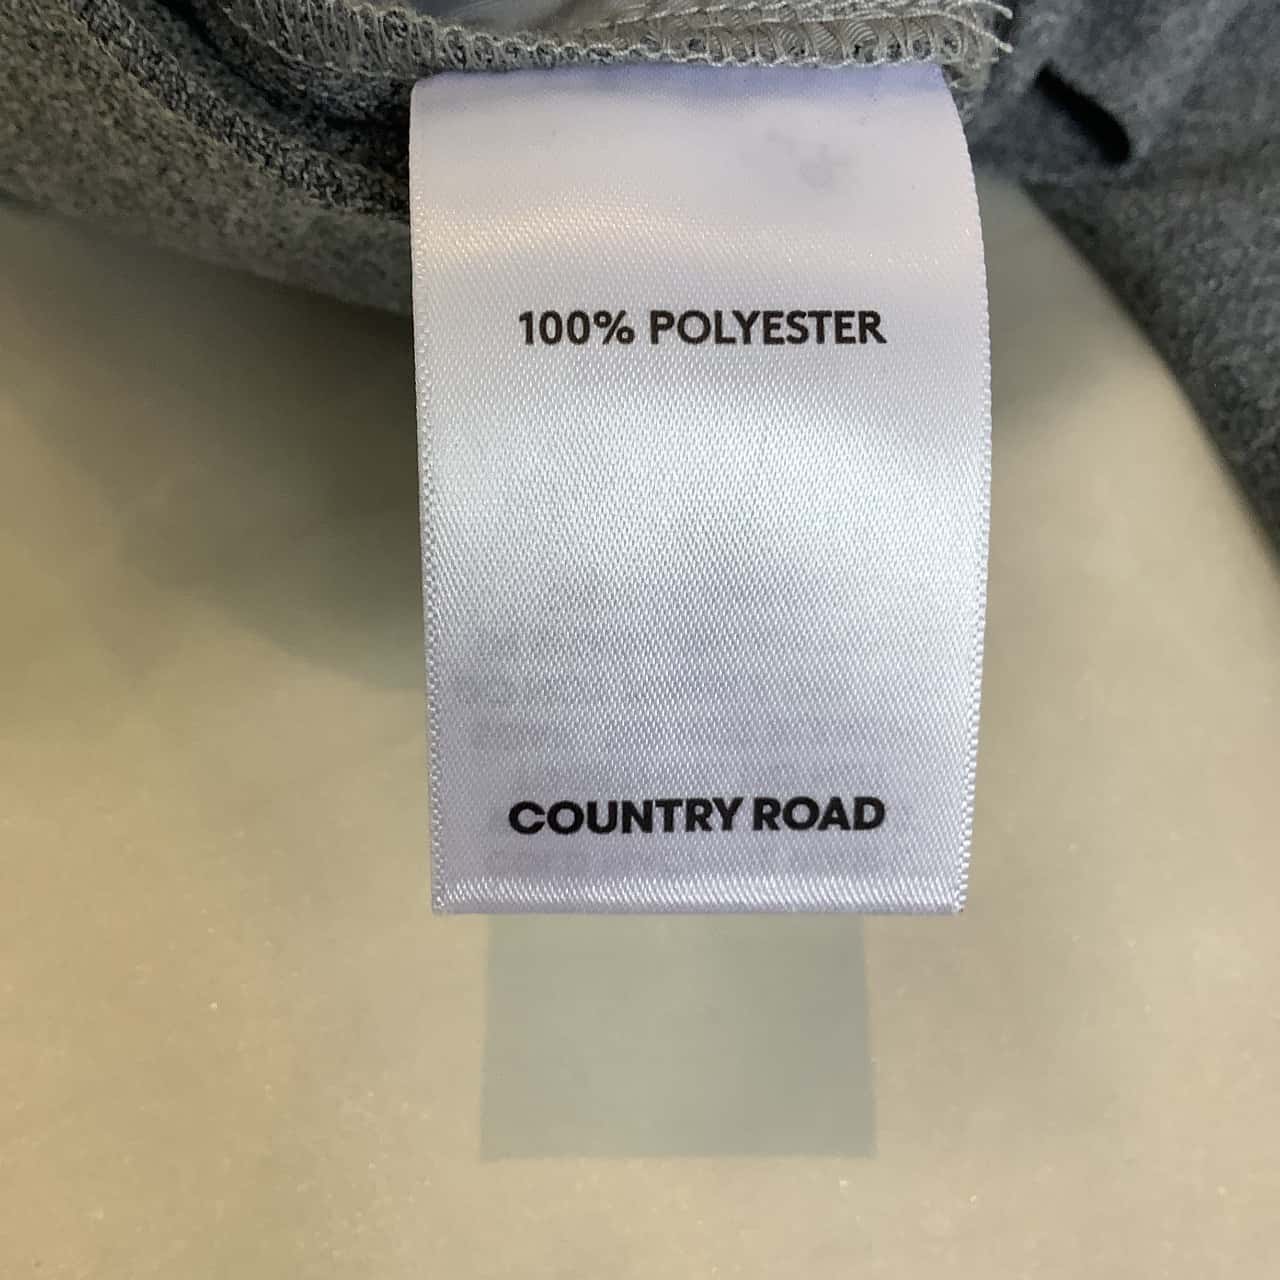 100% POLYESTER
COUNTRY ROAD